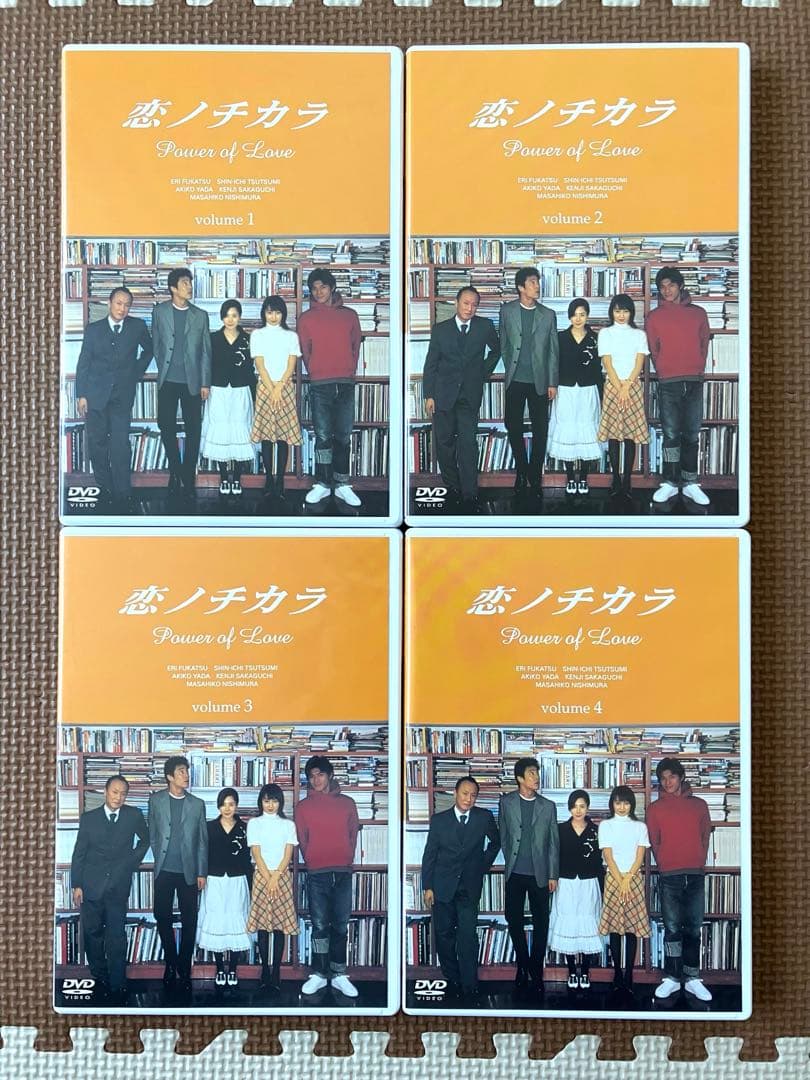 恋ノチカラ
Power of Love
ERI FUKATSU SHIN-ICHI TSUTSUMI
AKIKO YADA KENJI SAKAGUCHI
MASAHIKO NISHIMURA
volume 1
DVD
VIDEO
恋ノチカラ
Power of Love
ERI FUKATSU SHIN-ICHI TSUTSUMI
AKIKO YADA KENJI SAKAGUCHI
MASAHIKO NISHIMURA
volume 2
DVD
VIDEO
恋ノチカラ
Power of Love
ERI FUKATSU SHIN-ICHI TSUTSUMI
AKIKO YADA KENJI SAKAGUCHI
MASAHIKO NISHIMURA
volume 3
DVD
VIDEO
恋ノチカラ
Power of Love
ERI FUKATSU SHIN-ICHI TSUTSUMI
AKIKO YADA KENJI SAKAGUCHI
MASAHIKO NISHIMURA
volume 4
DVD
VIDEO